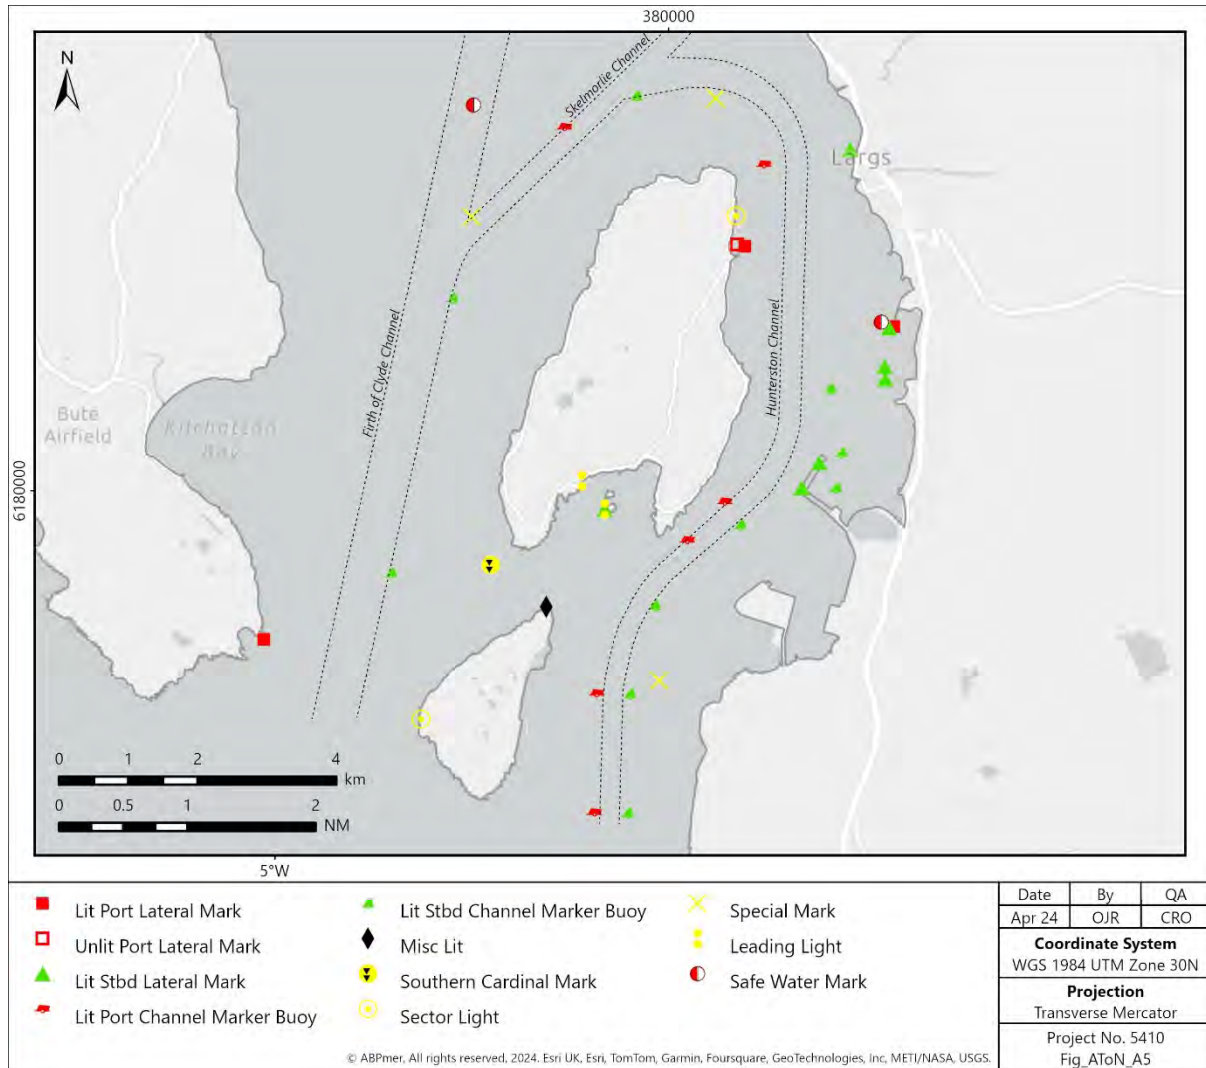 380000
N
Skelmorlie Channel
Largs
Firth of Clyde Channel
Hunterston Channel
Bute
Airfield
Kilchattan
Bay
6180000
0 1 2 4
km
0 0.5 1 2
NM
5°W
Lit Port Lateral Mark
Unlit Port Lateral Mark
Lit Stbd Lateral Mark
Lit Port Channel Marker Buoy
Lit Stbd Channel Marker Buoy
Misc Lit
Southern Cardinal Mark
Sector Light
Special Mark
Leading Light
Safe Water Mark
Date By QA
Apr 24 OJR CRO
Coordinate System
WGS 1984 UTM Zone 30N
Projection
Transverse Mercator
Project No. 5410
Fig_AToN_A5
© ABPmer, All rights reserved, 2024. Esri UK, Esri, TomTom, Garmin, Foursquare, GeoTechnologies, Inc, METI/NASA, USGS.